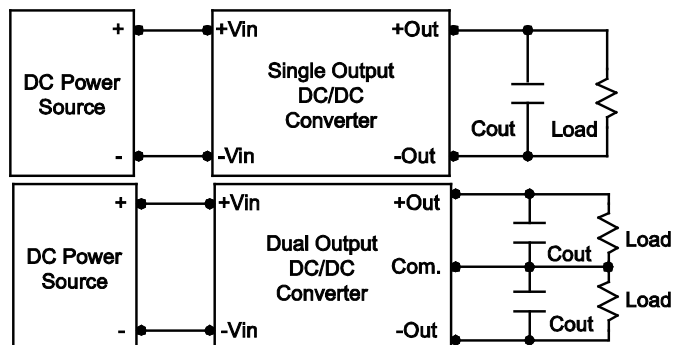 + +Vin +Out
DC Power
Source
Single Output
DC/DC
Converter
Cout Load
- -Vin -Out
+ +Vin +Out
DC Power
Source
Dual Output
DC/DC
Converter
Com.
Cout Load
Cout Load
- -Vin -Out